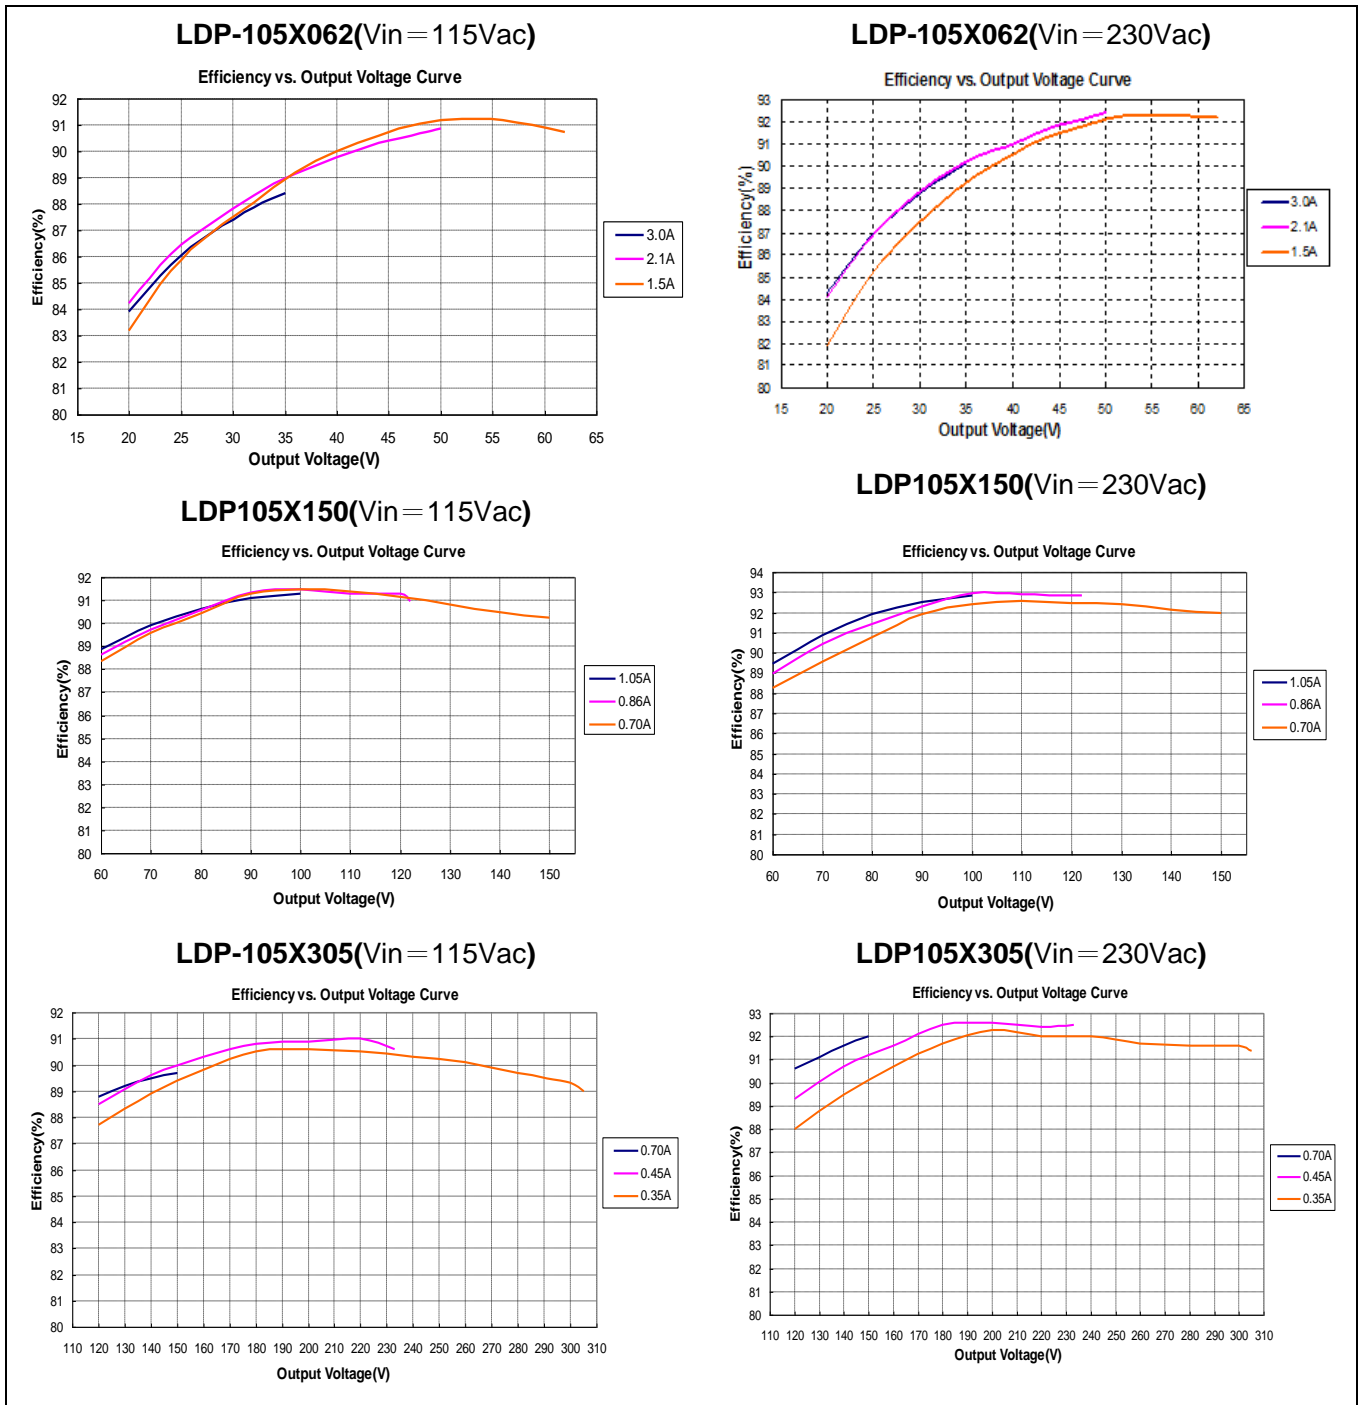 LDP-105X062(Vin=115Vac)
Efficiency vs. Output Voltage Curve
Efficiency(%)
92
91
90
89
88
87
86
85
84
83
82
81
80
15 20 25 30 35 40 45 50 55 60 65
Output Voltage(V)
3.0A
2.1A
1.5A
LDP-105X062(Vin=230Vac)
Efficiency vs. Output Voltage Curve
Efficiency(%)
93
92
91
90
89
88
87
86
85
84
83
82
81
80
15 20 25 30 35 40 45 50 55 60 65
Output Voltage(V)
3.0A
2.1A
1.5A
LDP105X150(Vin=115Vac)
Efficiency vs. Output Voltage Curve
Efficiency(%)
92
91
90
89
88
87
86
85
84
83
82
81
80
60 70 80 90 100 110 120 130 140 150
Output Voltage(V)
1.05A
0.86A
0.70A
LDP105X150(Vin=230Vac)
Efficiency vs. Output Voltage Curve
Efficiency(%)
94
93
92
91
90
89
88
87
86
85
84
83
82
81
80
60 70 80 90 100 110 120 130 140 150
Output Voltage(V)
1.05A
0.86A
0.70A
LDP-105X305(Vin=115Vac)
Efficiency vs. Output Voltage Curve
Efficiency(%)
92
91
90
89
88
87
86
85
84
83
82
81
80
110 120 130 140 150 160 170 180 190 200 210 220 230 240 250 260 270 280 290 300 310
Output Voltage(V)
0.70A
0.45A
0.35A
LDP105X305(Vin=230Vac)
Efficiency vs. Output Voltage Curve
Efficiency(%)
93
92
91
90
89
88
87
86
85
84
83
82
81
80
110 120 130 140 150 160 170 180 190 200 210 220 230 240 250 260 270 280 290 300 310
Output Voltage(V)
0.70A
0.45A
0.35A